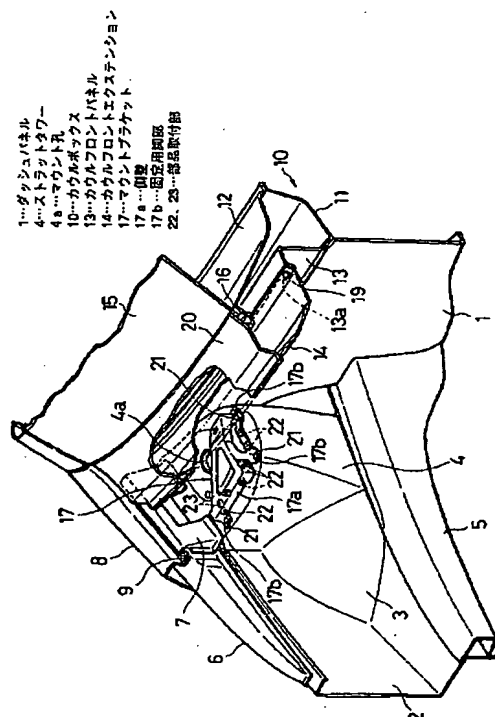 1…ダッシュパネル
4…ストラットタワー
4a…マウント孔
10…カウルボックス
13…カウルフロントパネル
14…カウルフロントエクステンション
17…マウントブラケット
17a…側壁
17b…固定用脚部
22、23…部品取付部
15
12
10
11
16
13
20
19
13a
21
14
1
4a
17b
22
21
17
17b
4
23
22
22
17a
8
21
5
9
7
17b
3
6
2